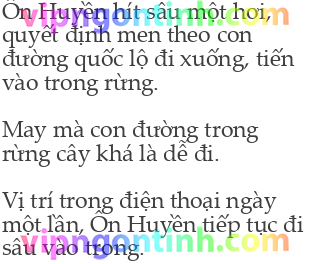 Ôn Huyền hít sâu một hơi,
vipngontinh.com
quyết định men theo con
đường quốc lộ đi xuống, tiến
vào trong rừng.
May mà con đường trong
rừng cây khá là dễ đi.
Vị trí trong điện thoại ngày
một lần, Ôn Huyền tiếp tục đi
vipngontinh.com
sâu vào trong.